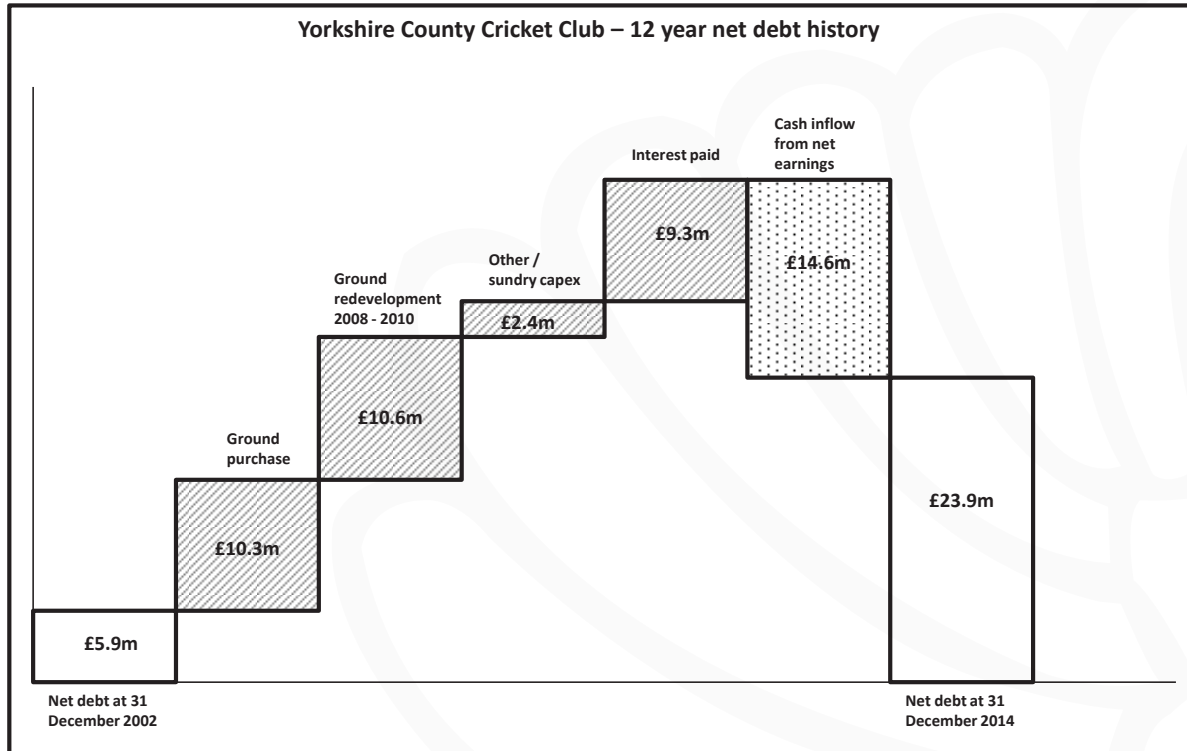 Yorkshire County Cricket Club – 12 year net debt history
Cash inflow
from net
earnings
Interest paid
£9.3m
£14.6m
Other /
sundry capex
Ground
redevelopment
2008 - 2010
£2.4m
£10.6m
Ground
purchase
£23.9m
£10.3m
£5.9m
Net debt at 31
December 2002
Net debt at 31
December 2014